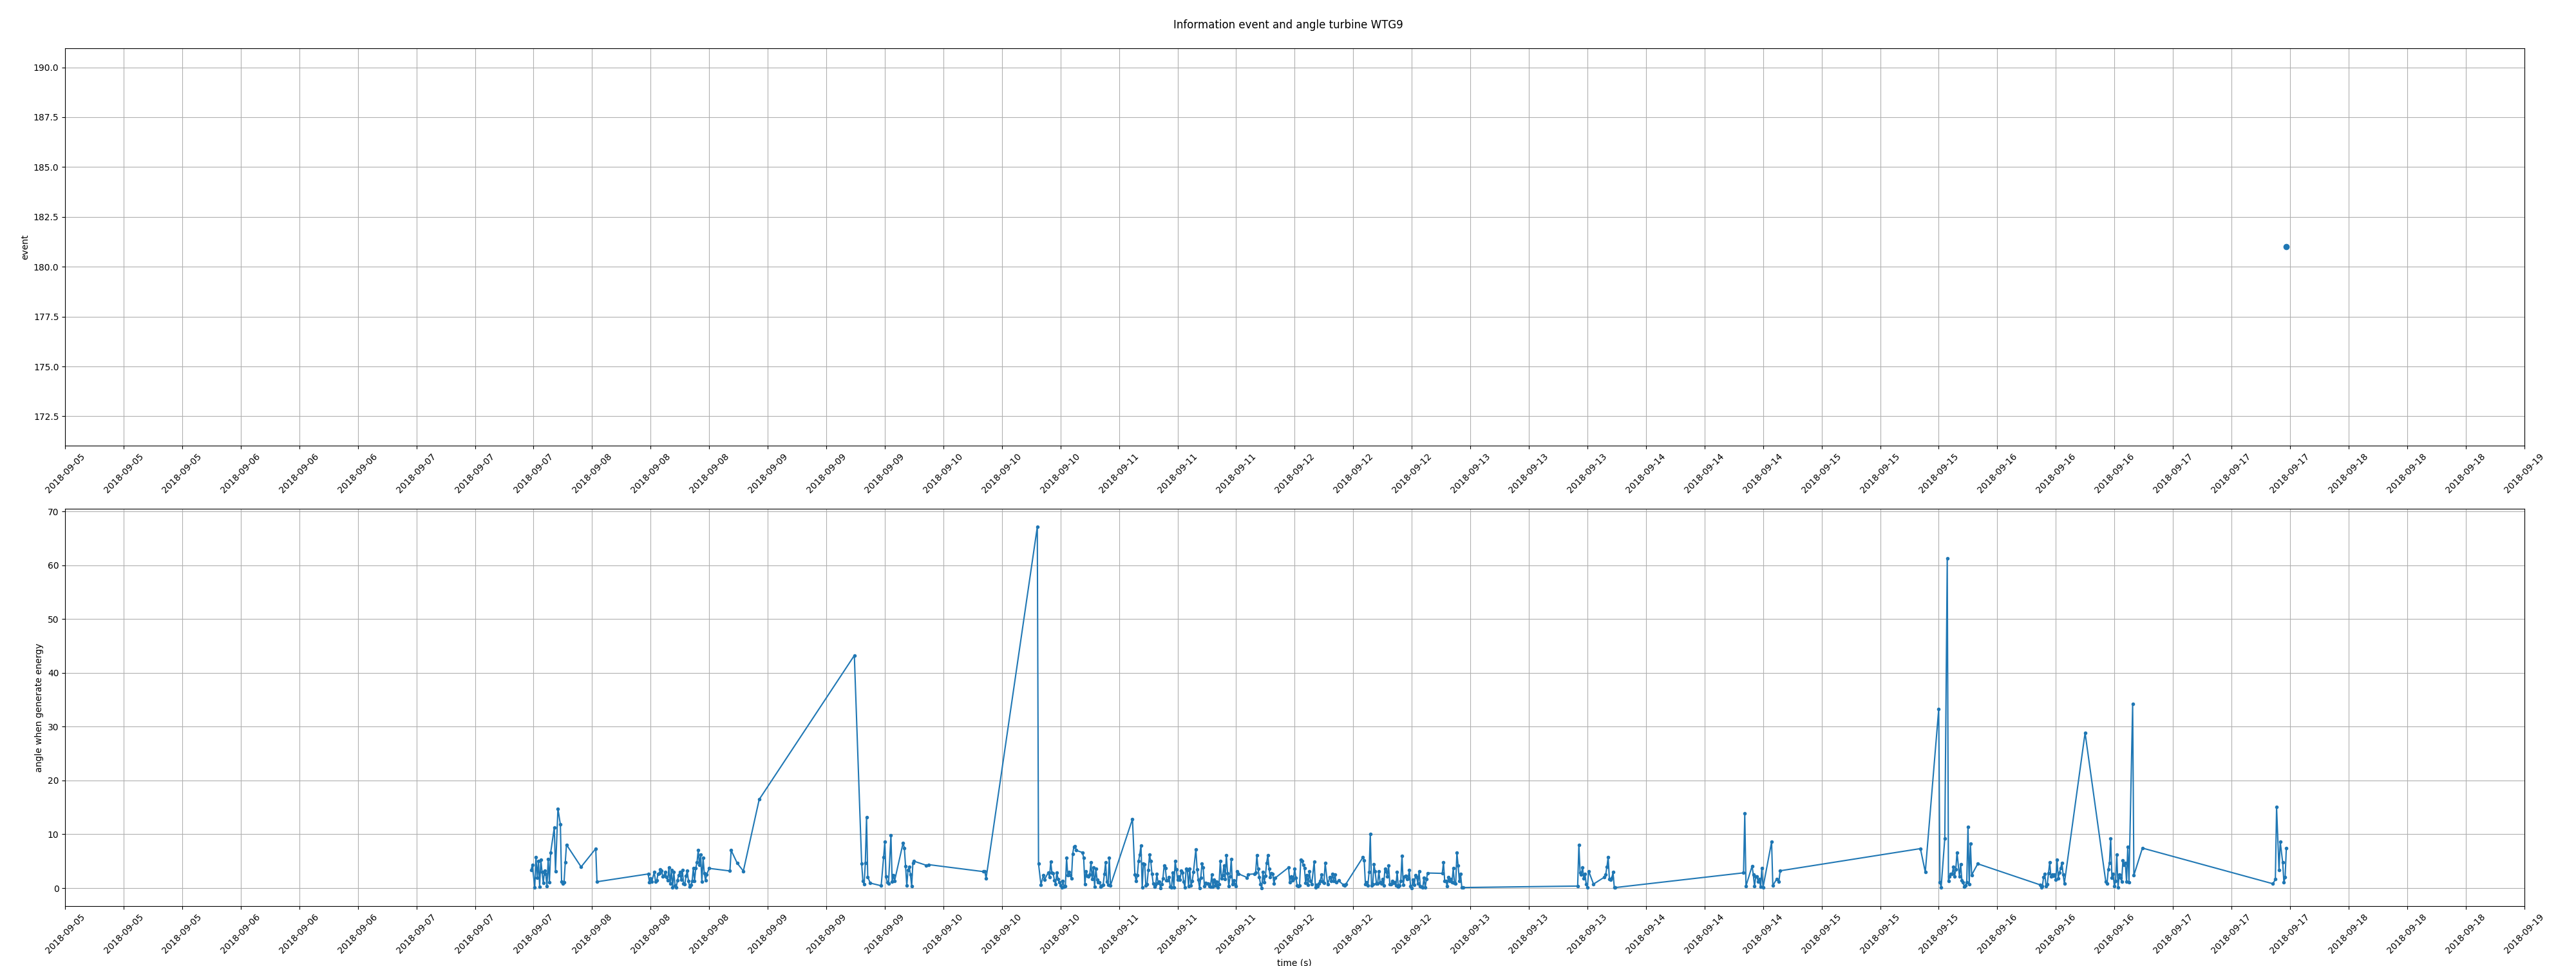 Information event and angle turbine WTG9
190.0
187.5
185.0
182.5
180.0
177.5
175.0
172.5
event
2018-09-05 2018-09-05 2018-09-05 2018-09-06 2018-09-06 2018-09-06 2018-09-07 2018-09-07 2018-09-07 2018-09-08 2018-09-08 2018-09-08 2018-09-09 2018-09-09 2018-09-09 2018-09-10 2018-09-10 2018-09-10 2018-09-11 2018-09-11 2018-09-11 2018-09-12 2018-09-12 2018-09-12 2018-09-13 2018-09-13 2018-09-13 2018-09-14 2018-09-14 2018-09-14 2018-09-15 2018-09-15 2018-09-15 2018-09-16 2018-09-16 2018-09-16 2018-09-17 2018-09-17 2018-09-17 2018-09-18 2018-09-18 2018-09-18 2018-09-19
70
60
50
40
30
20
10
0
angle when generate energy
2018-09-05 2018-09-05 2018-09-05 2018-09-06 2018-09-06 2018-09-06 2018-09-07 2018-09-07 2018-09-07 2018-09-08 2018-09-08 2018-09-08 2018-09-09 2018-09-09 2018-09-09 2018-09-10 2018-09-10 2018-09-10 2018-09-11 2018-09-11 2018-09-11 2018-09-12 2018-09-12 2018-09-12 2018-09-13 2018-09-13 2018-09-13 2018-09-14 2018-09-14 2018-09-14 2018-09-15 2018-09-15 2018-09-15 2018-09-16 2018-09-16 2018-09-16 2018-09-17 2018-09-17 2018-09-17 2018-09-18 2018-09-18 2018-09-18 2018-09-19
time (s)